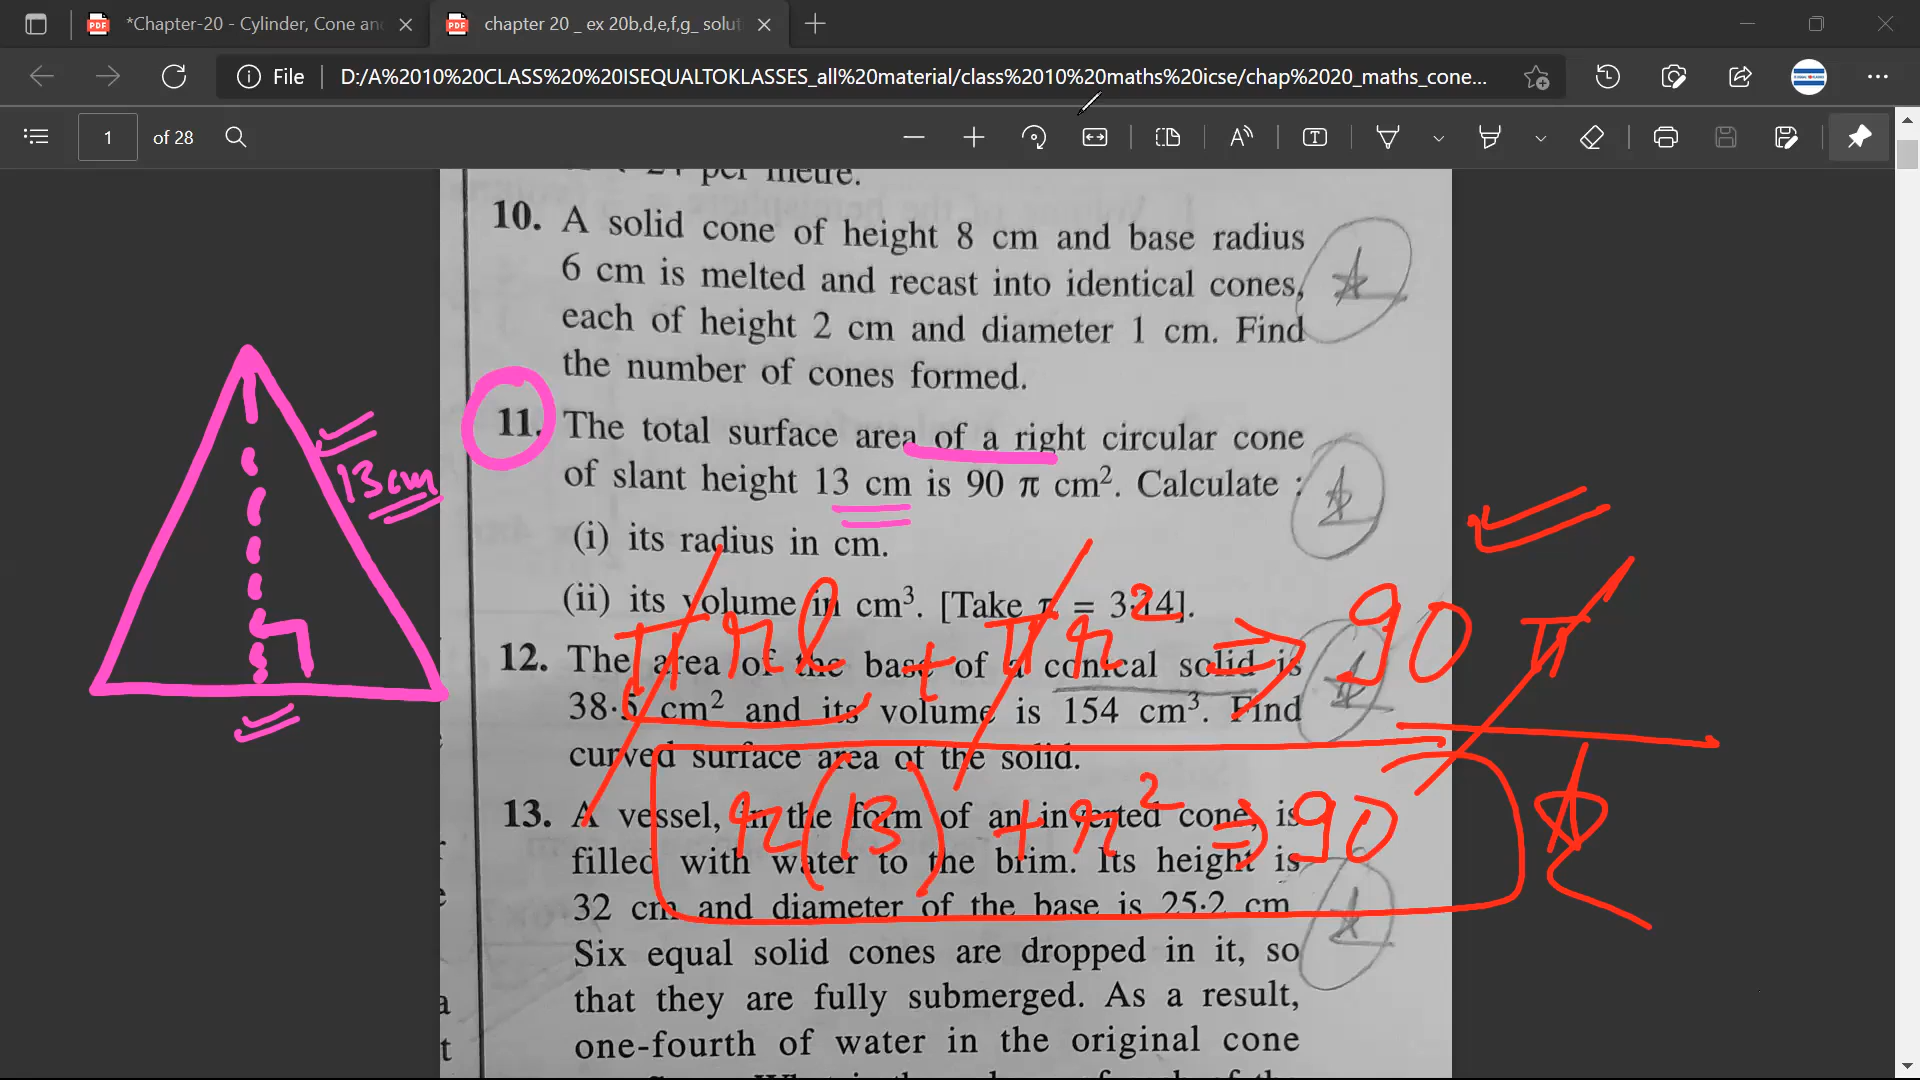 *Chapter-20 - Cylinder, Cone and
chapter 20 _ ex 20b,d,e,f,g_ solut
File
D:/A%2010%20CLASS%20%20ISEQUALTOKLASSES_all%20material/class%2010%20maths%20icse/chap%2020_maths_cone...
1 of 28
per metre.
10. A solid cone of height 8 cm and base radius
6 cm is melted and recast into identical cones,
each of height 2 cm and diameter 1 cm. Find
the number of cones formed.
11. The total surface area of a right circular cone
of slant height 13 cm is 90 π cm². Calculate :
(i) its radius in cm.
(ii) its volume in cm³. [Take π = 3·14].
12. The area of the base of a conical solid is
38·5 cm² and its volume is 154 cm³. Find
curved surface area of the solid.
13. A vessel, in the form of an inverted cone, is
filled with water to the brim. Its height is
32 cm and diameter of the base is 25·2 cm
Six equal solid cones are dropped in it, so
that they are fully submerged. As a result,
one-fourth of water in the original cone
13 cm
πrl + πr² ⇒ 90 π
r(13) + r² ⇒ 90